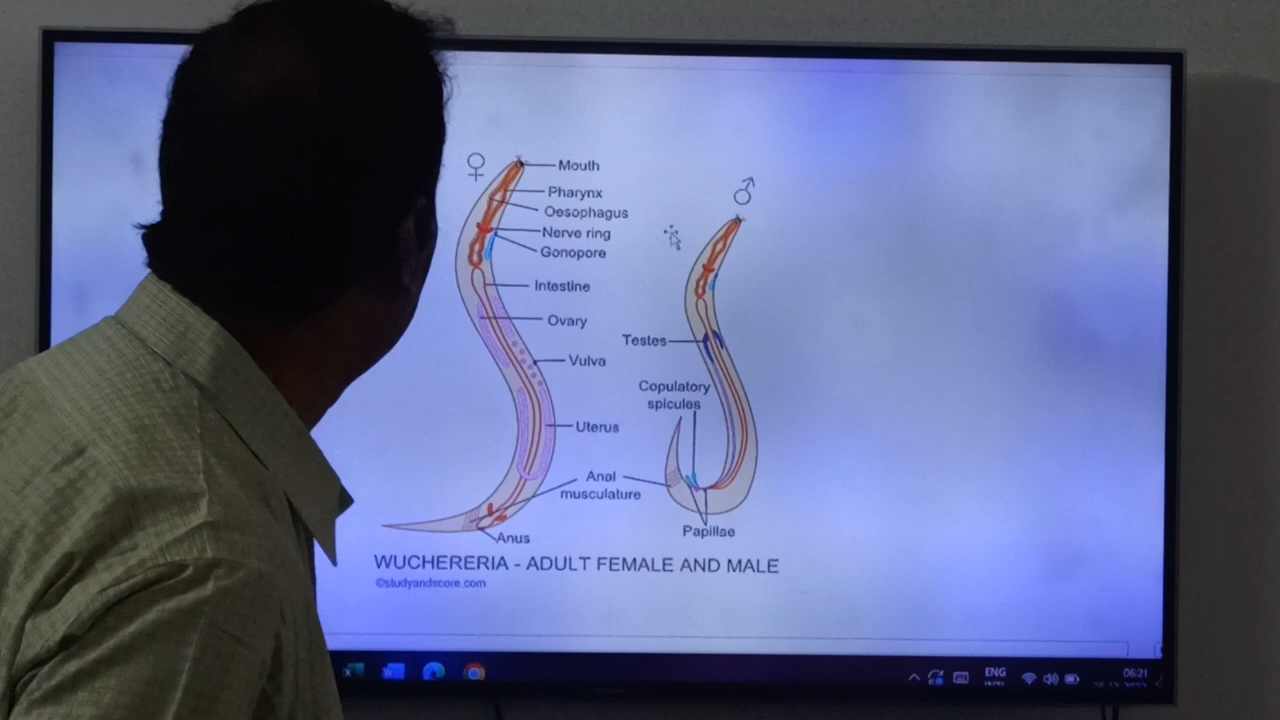 ♀
Mouth
Pharynx
Oesophagus
Nerve ring
Gonopore
Intestine
Ovary
Vulva
Uterus
Anal
musculature
Anus
♂
Testes
Copulatory
spicules
Papillae
WUCHERERIA - ADULT FEMALE AND MALE
©studyandscore.com
ENG
06:21